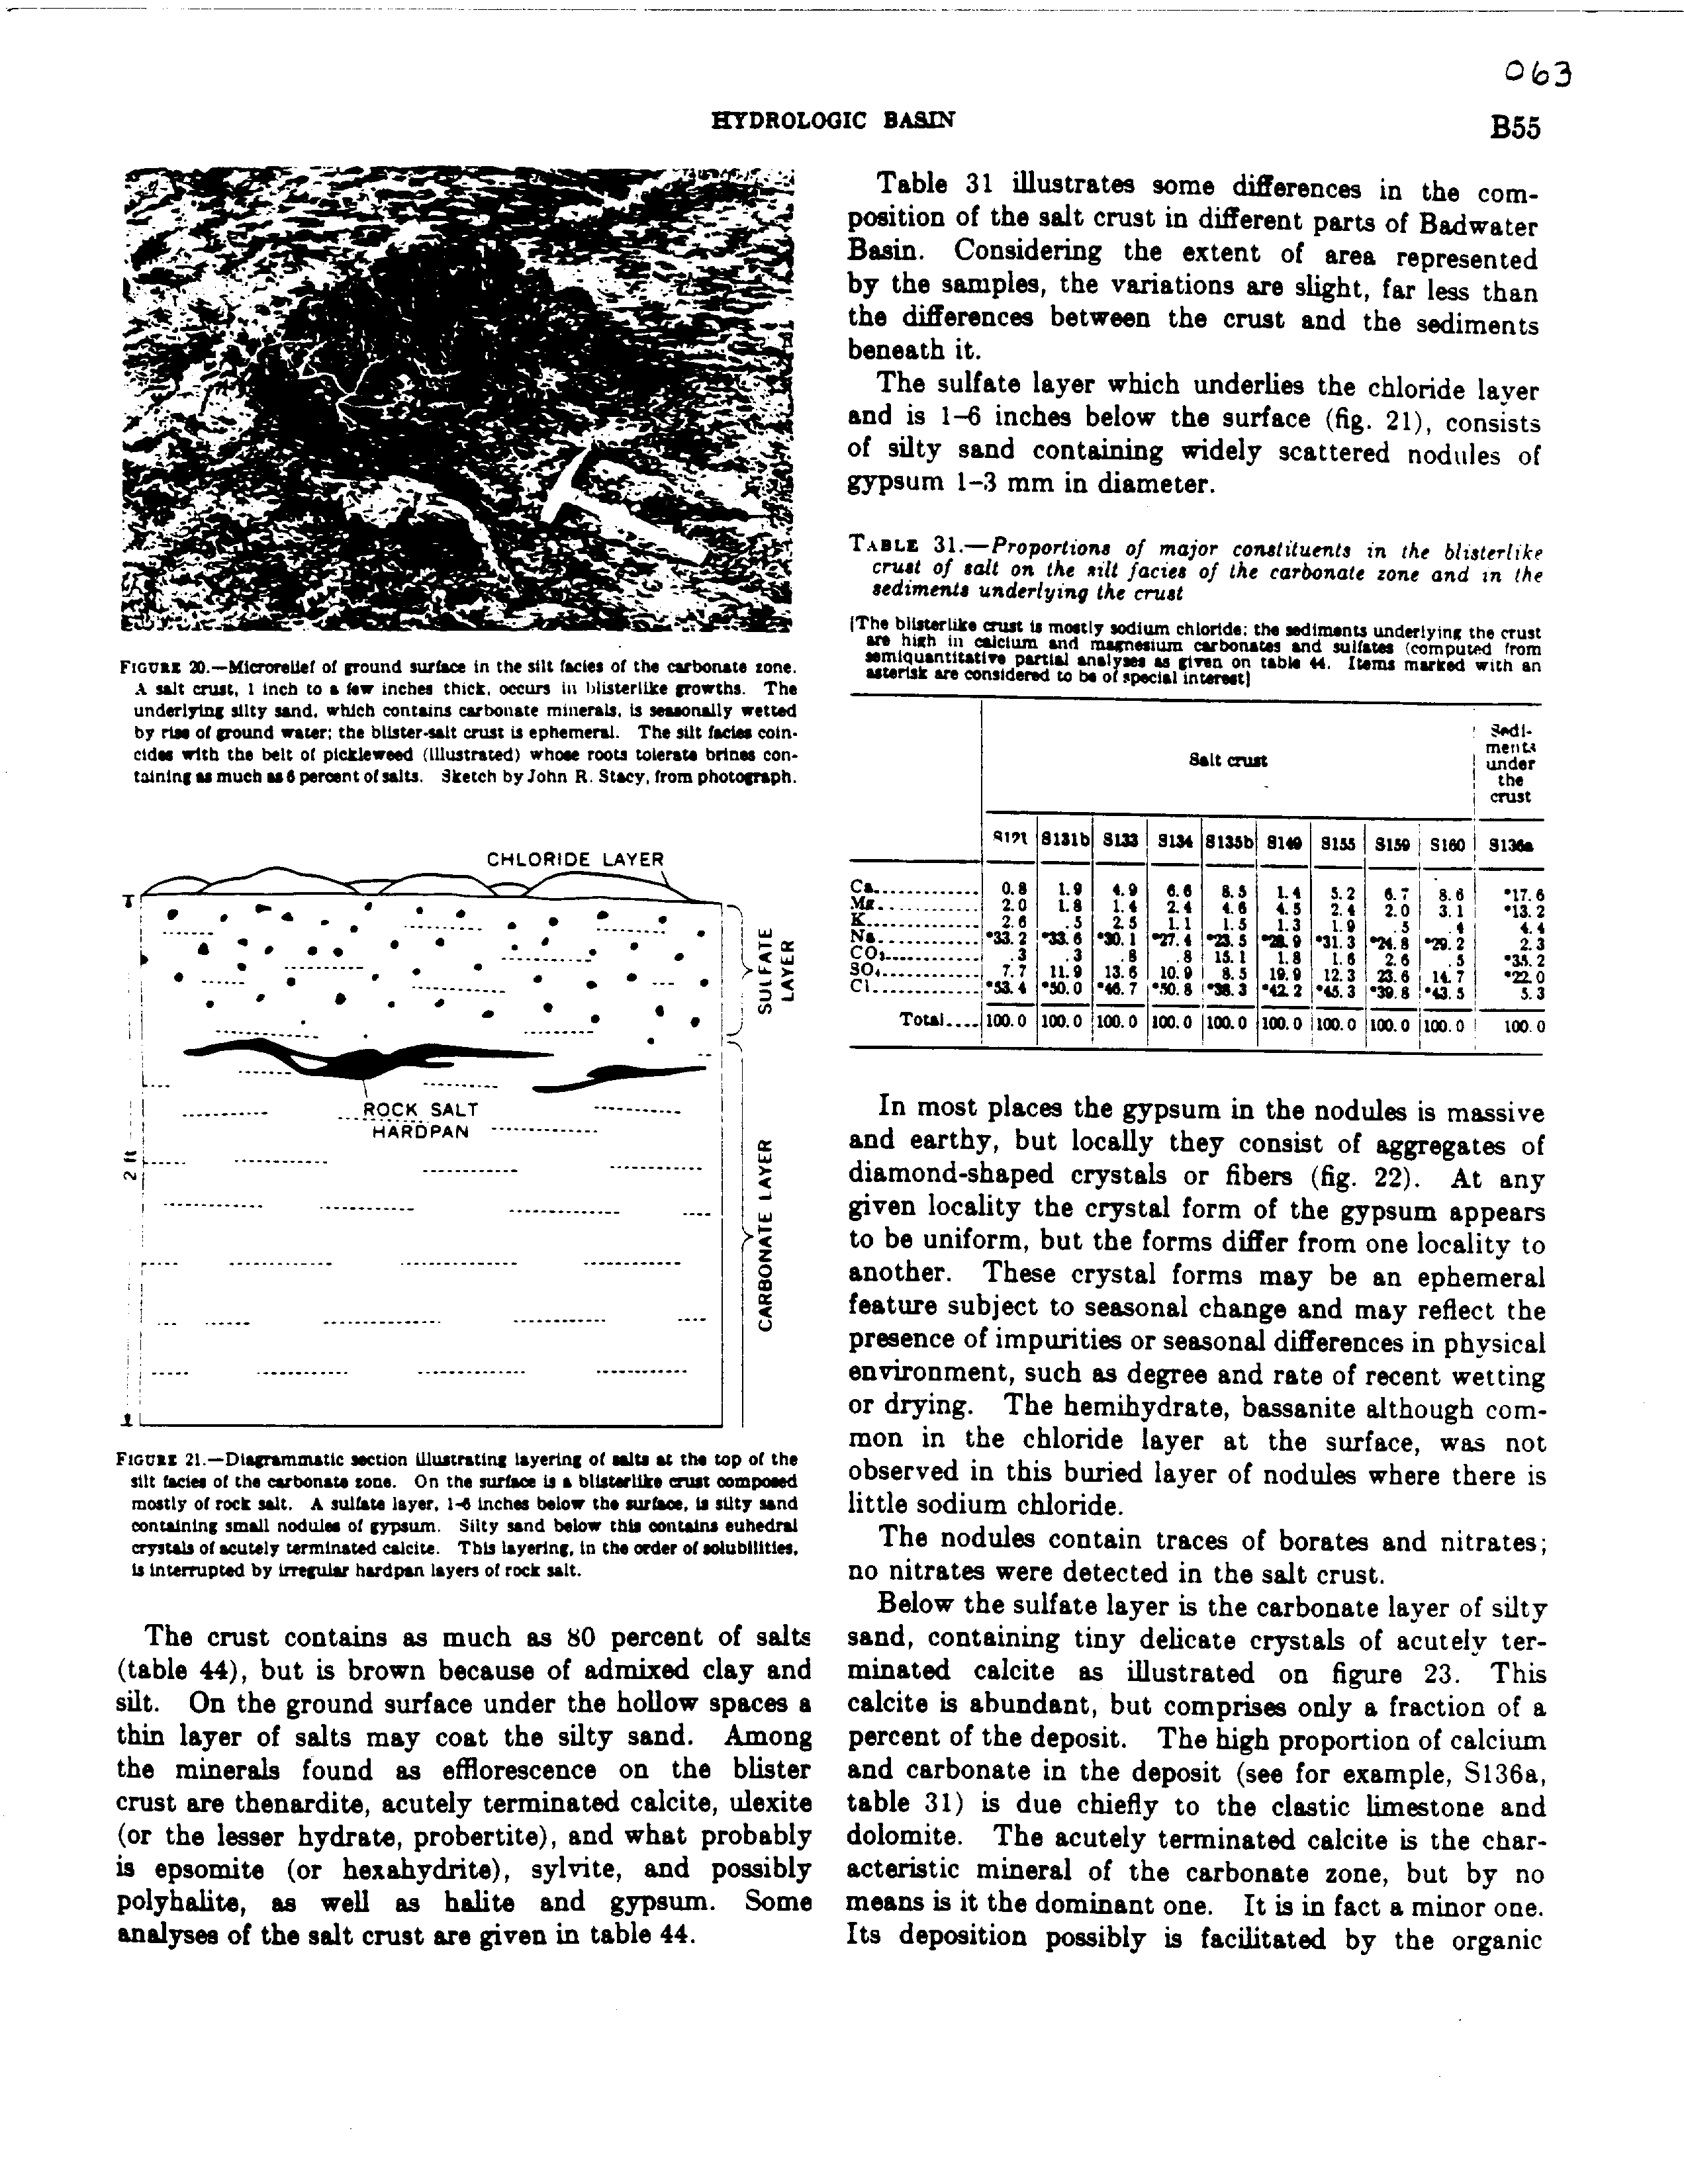 063
HYDROLOGIC BASIN
B55
FIGURE 20.—Microrelief of ground surface in the silt facies of the carbonate zone.
A salt crust, 1 inch to a few inches thick, occurs in blisterlike growths. The
underlying silty sand, which contains carbonate minerals, is seasonally wetted
by rise of ground water; the blister-salt crust is ephemeral. The silt facies coin-
cides with the belt of pickleweed (illustrated) whose roots tolerate brines con-
taining as much as 6 percent of salts. Sketch by John R. Stacy, from photograph.
CHLORIDE LAYER
SULFATE
LAYER
ROCK SALT
HARDPAN
2 ft
CARBONATE LAYER
FIGURE 21.—Diagrammatic section illustrating layering of salts at the top of the
silt facies of the carbonate zone. On the surface is a blisterlike crust composed
mostly of rock salt. A sulfate layer, 1–6 inches below the surface, is silty sand
containing small nodules of gypsum. Silty sand below this contains euhedral
crystals of acutely terminated calcite. This layering, in the order of solubilities,
is interrupted by irregular hardpan layers of rock salt.
The crust contains as much as 80 percent of salts
(table 44), but is brown because of admixed clay and
silt. On the ground surface under the hollow spaces a
thin layer of salts may coat the silty sand. Among
the minerals found as efflorescence on the blister
crust are thenardite, acutely terminated calcite, ulexite
(or the lesser hydrate, probertite), and what probably
is epsomite (or hexahydrite), sylvite, and possibly
polyhalite, as well as halite and gypsum. Some
analyses of the salt crust are given in table 44.
Table 31 illustrates some differences in the com-
position of the salt crust in different parts of Badwater
Basin. Considering the extent of area represented
by the samples, the variations are slight, far less than
the differences between the crust and the sediments
beneath it.
The sulfate layer which underlies the chloride layer
and is 1–6 inches below the surface (fig. 21), consists
of silty sand containing widely scattered nodules of
gypsum 1–3 mm in diameter.
TABLE 31.—Proportions of major constituents in the blisterlike
crust of salt on the silt facies of the carbonate zone and in the
sediments underlying the crust
[The blisterlike crust is mostly sodium chloride; the sediments underlying the crust
are high in calcium and magnesium carbonates and sulfates (computed from
semiquantitative partial analyses as given on table 44. Items marked with an
asterisk are considered to be of special interest]
Salt crust
Sedi-
ments
under
the
crust
S131b S133 S134 S135b S149 S155 S159 S160 S136a
Ca............. 0.8 1.9 4.9 6.6 8.5 1.4 5.2 6.7 8.6 *17.6
Mg............. 2.0 1.8 1.4 2.4 4.6 4.5 2.4 2.0 3.1 *13.2
K.............. 2.6 .5 2.5 1.1 1.5 1.3 1.9 .5 .4 4.4
Na............. *33.2 *33.6 *30.1 *27.4 *23.5 *28.9 *31.3 *24.8 *29.2 2.3
CO3............ .3 .3 .8 .8 15.1 1.8 1.6 2.6 .5 *35.2
SO4............ 7.7 11.9 13.6 10.9 8.5 19.9 12.3 23.6 14.7 *22.0
Cl............. *53.4 *50.0 *46.7 *50.8 *38.3 *42.2 *45.3 *39.8 *43.5 5.3
Total.... 100.0 100.0 100.0 100.0 100.0 100.0 100.0 100.0 100.0 100.0
In most places the gypsum in the nodules is massive
and earthy, but locally they consist of aggregates of
diamond-shaped crystals or fibers (fig. 22). At any
given locality the crystal form of the gypsum appears
to be uniform, but the forms differ from one locality to
another. These crystal forms may be an ephemeral
feature subject to seasonal change and may reflect the
presence of impurities or seasonal differences in physical
environment, such as degree and rate of recent wetting
or drying. The hemihydrate, bassanite although com-
mon in the chloride layer at the surface, was not
observed in this buried layer of nodules where there is
little sodium chloride.
The nodules contain traces of borates and nitrates;
no nitrates were detected in the salt crust.
Below the sulfate layer is the carbonate layer of silty
sand, containing tiny delicate crystals of acutely ter-
minated calcite as illustrated on figure 23. This
calcite is abundant, but comprises only a fraction of a
percent of the deposit. The high proportion of calcium
and carbonate in the deposit (see for example, S136a,
table 31) is due chiefly to the clastic limestone and
dolomite. The acutely terminated calcite is the char-
acteristic mineral of the carbonate zone, but by no
means is it the dominant one. It is in fact a minor one.
Its deposition possibly is facilitated by the organic